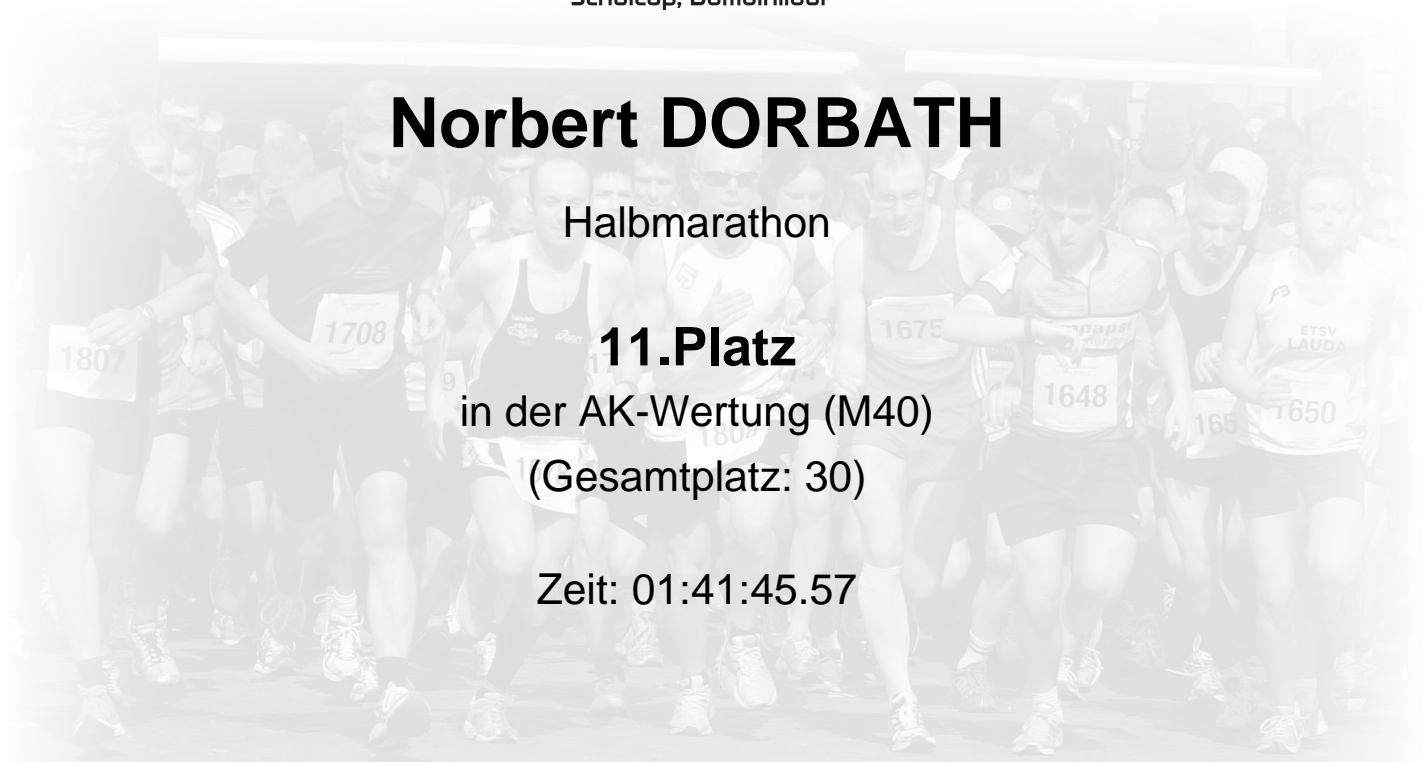 Norbert DORBATH
Halbmarathon
1708
1675
1807
11.Platz
ETSV
LAUDA
1648
in der AK-Wertung (M40)
1650
165
(Gesamtplatz: 30)
Zeit: 01:41:45.57